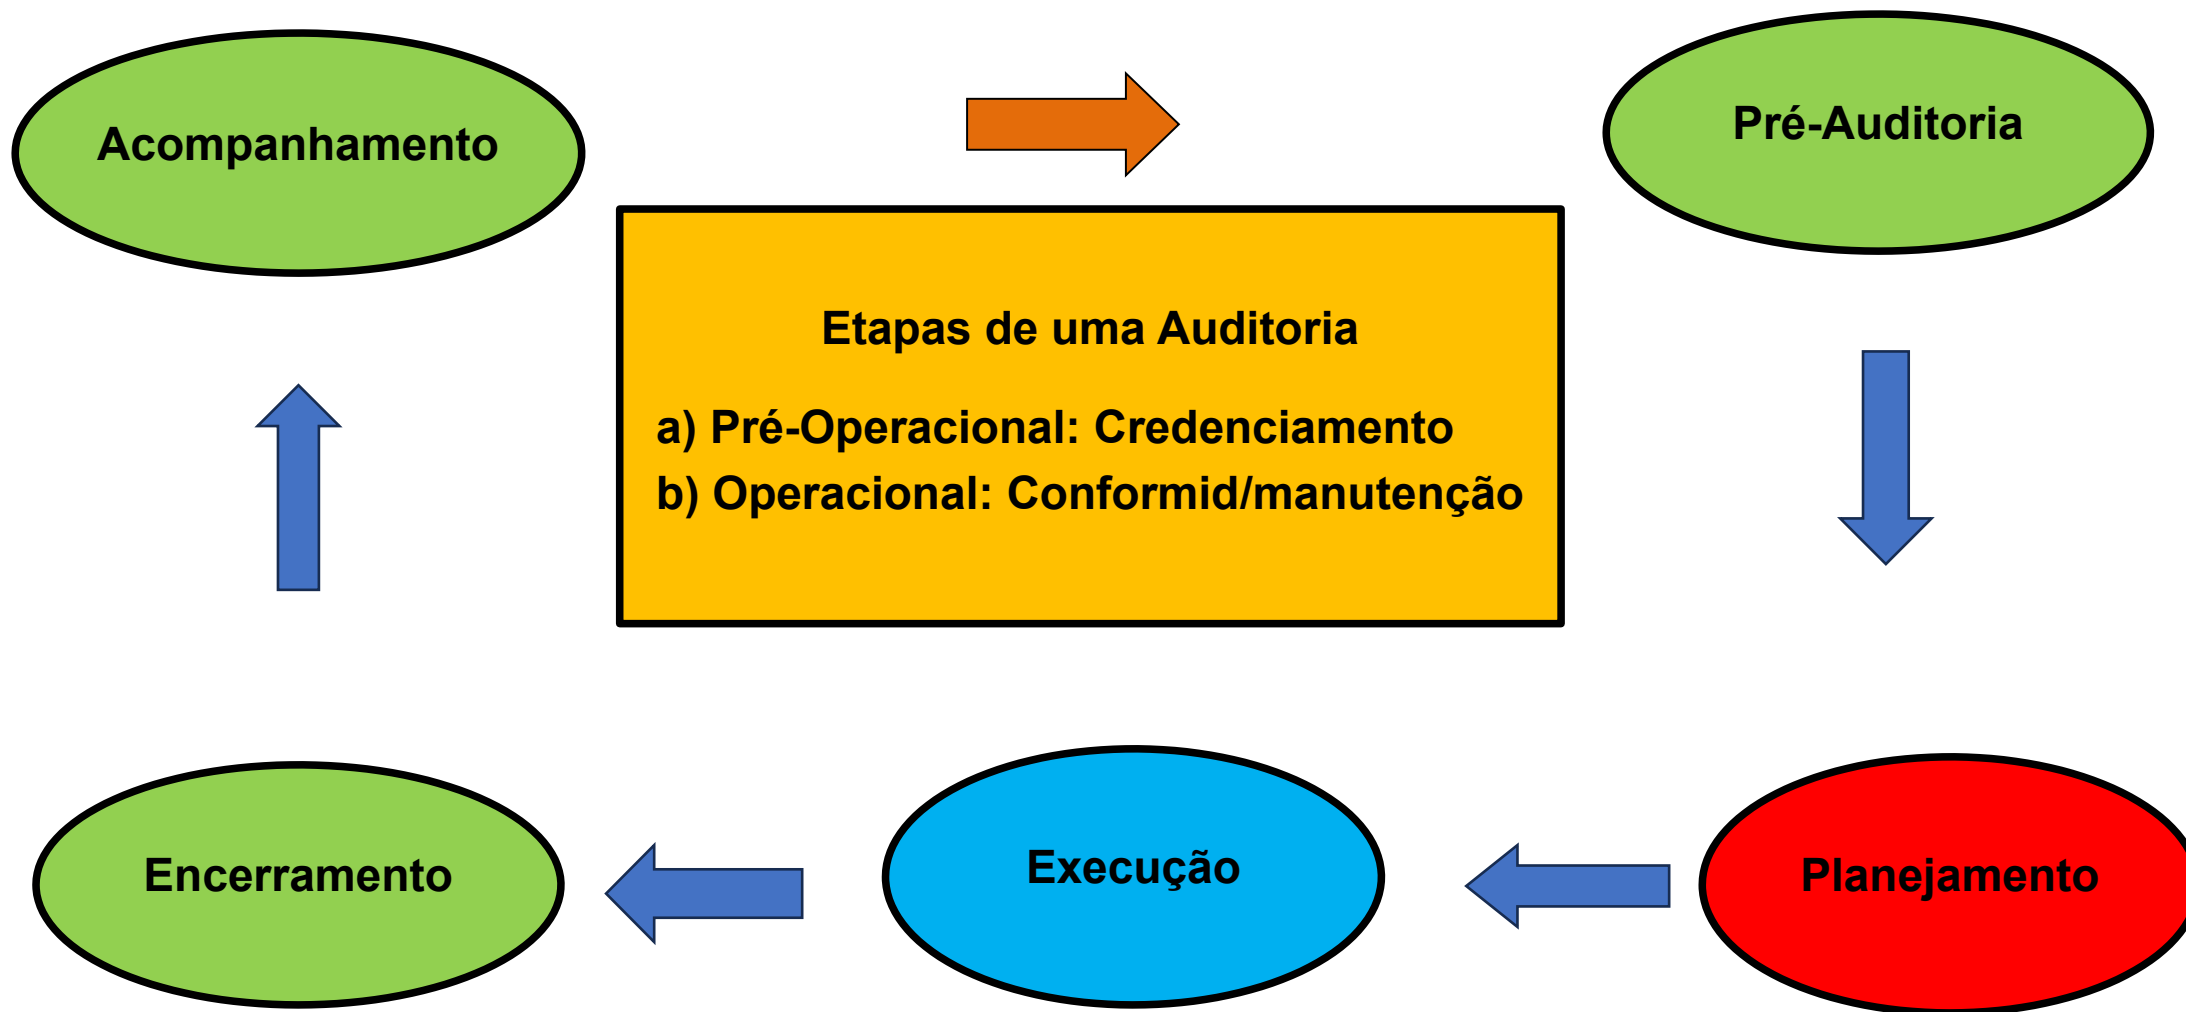 Acompanhamento
Pré-Auditoria
Etapas de uma Auditoria
a) Pré-Operacional: Credenciamento
b) Operacional: Conformid/manutenção
Encerramento
Execução
Planejamento